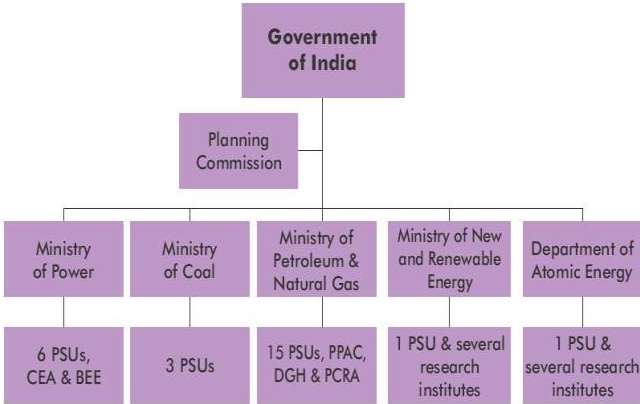 Government
of India
Planning
Commission
Ministry
of Power
Ministry
of Coal
Ministry of
Petroleum &
Natural Gas
Ministry of New
and Renewable
Energy
Department of
Atomic Energy
6 PSUs,
CEA & BEE
3 PSUs
15 PSUs, PPAC,
DGH & PCRA
1 PSU & several
research
institutes
1 PSU &
several research
institutes